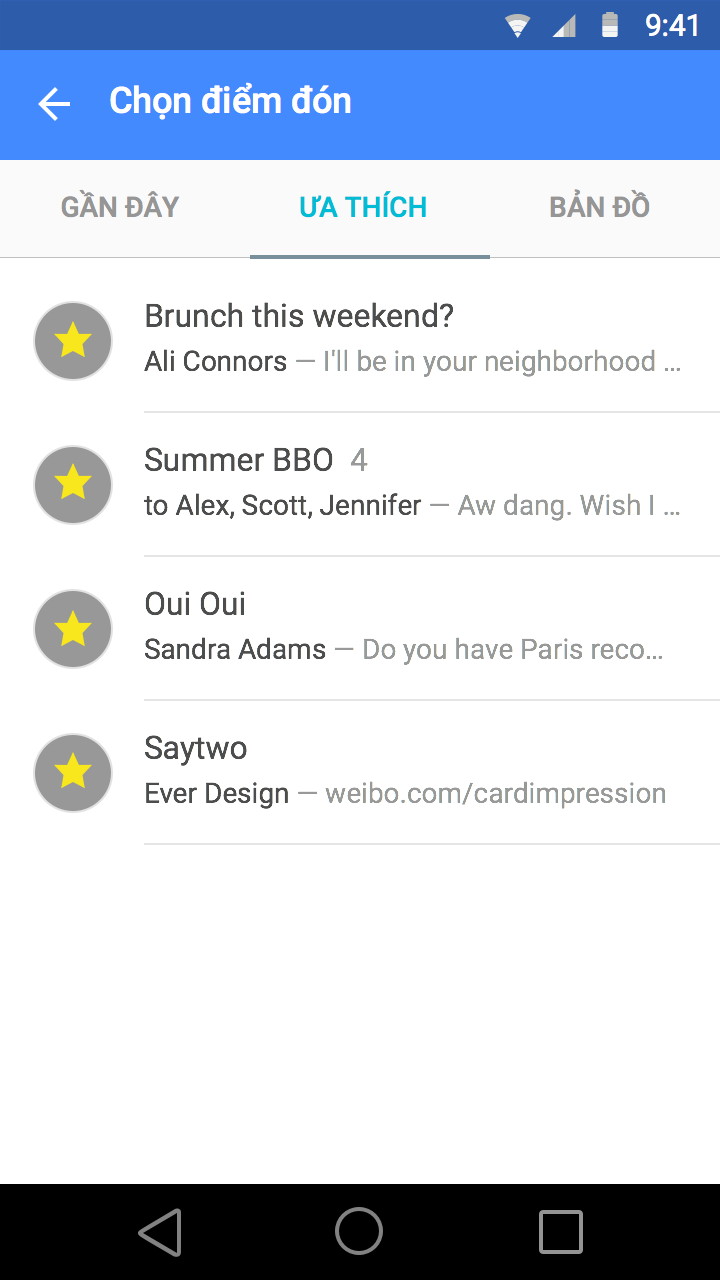 9:41
Chọn điểm đón
GẦN ĐÂY
ƯA THÍCH
BẢN ĐỒ
Brunch this weekend?
Ali Connors — I'll be in your neighborhood ...
Summer BBO 4
to Alex, Scott, Jennifer — Aw dang. Wish I ...
Oui Oui
Sandra Adams — Do you have Paris reco...
Saytwo
Ever Design — weibo.com/cardimpression